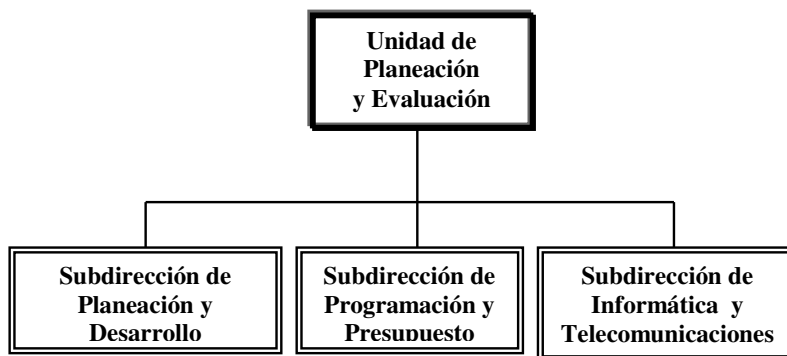 Unidad de
Planeación
y Evaluación
Subdirección de
Planeación y
Desarrollo
Subdirección de
Programación y
Presupuesto
Subdirección de
Informática y
Telecomunicaciones